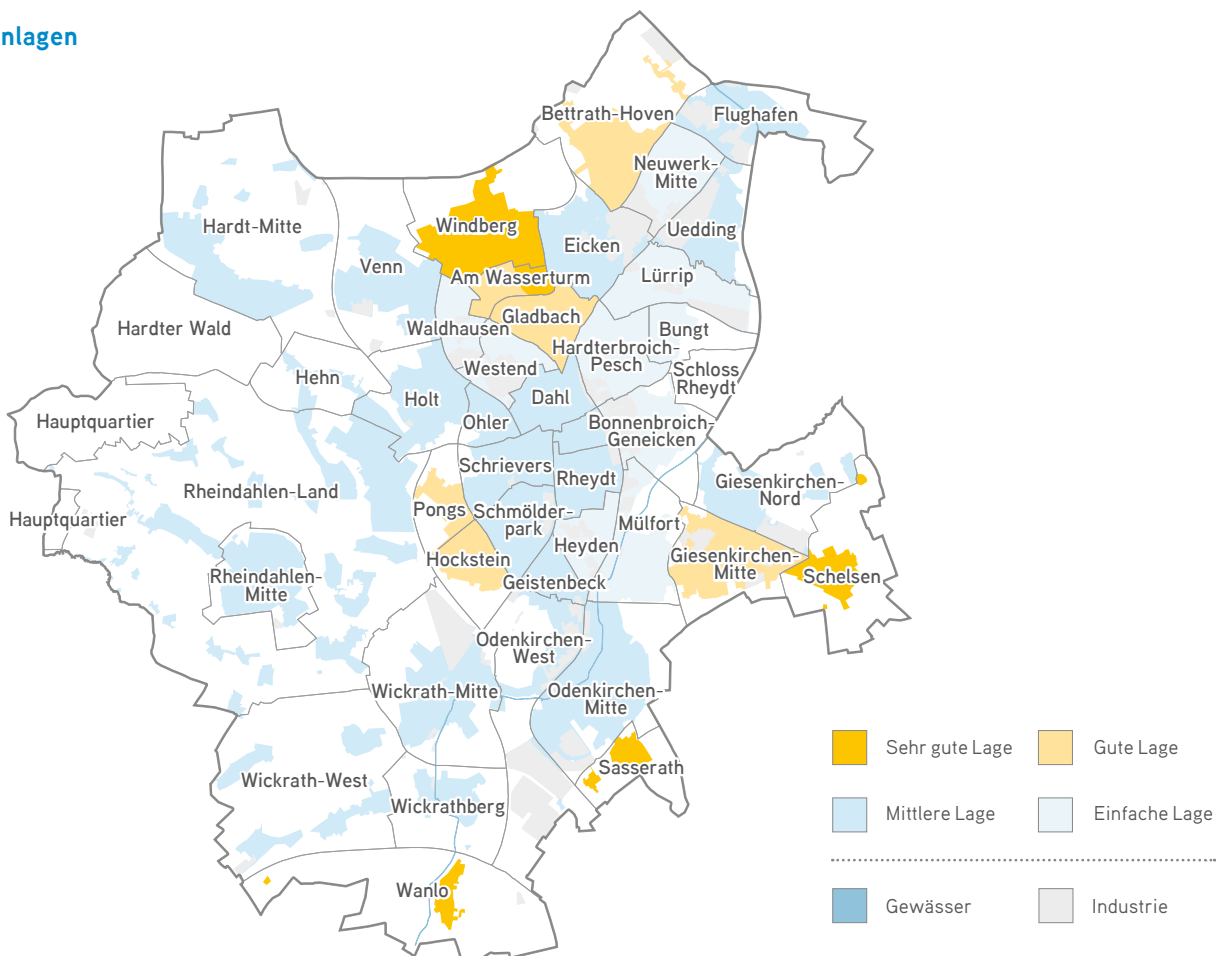 nlagen
Bettrath-Hoven
Flughafen
Neuwerk-
Mitte
Hardt-Mitte
Windberg
Eicken
Uedding
Venn
Am Wasserturm
Lürrip
Hardter Wald
Waldhausen
Gladbach
Bungt
Hardterbroich-
Pesch
Westend
Schloss
Rheydt
Hehn
Holt
Dahl
Hauptquartier
Ohler
Bonnenbroich-
Geneicken
Schrievers
Rheydt
Giesenkirchen-
Nord
Rheindahlen-Land
Pongs
Schmölder-
park
Mülfort
Hauptquartier
Heyden
Hockstein
Giesenkirchen-
Mitte
Rheindahlen-
Mitte
Geistenbeck
Schelsen
Odenkirchen-
West
Wickrath-Mitte
Odenkirchen-
Mitte
Sasserath
Wickrath-West
Wickrathberg
Wanlo
Sehr gute Lage
Gute Lage
Mittlere Lage
Einfache Lage
Gewässer
Industrie